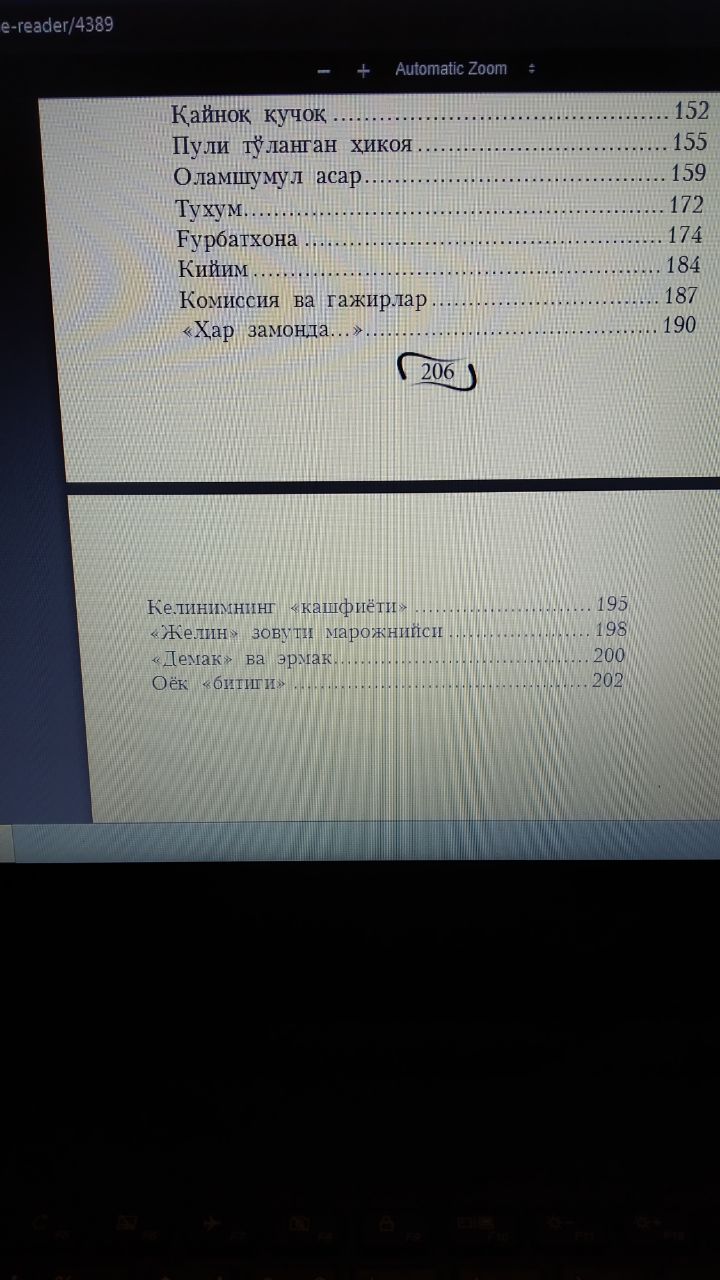 e-reader/4389
− + Automatic Zoom
Қайноқ қучоқ ........................................... 152
Пули тўланган ҳикоя ................................ 155
Оламшумул асар ...................................... 159
Тухум ...................................................... 172
Ғурбатхона .............................................. 174
Кийим ..................................................... 184
Комиссия ва гажирлар ............................. 187
«Ҳар замонда...» ...................................... 190
206
Келинимнинг «кашфиёти» ....................... 195
«Желин» зовути марожнийси .................. 198
«Демак» ва эрмак .................................... 200
Оёк «битиги» .......................................... 202